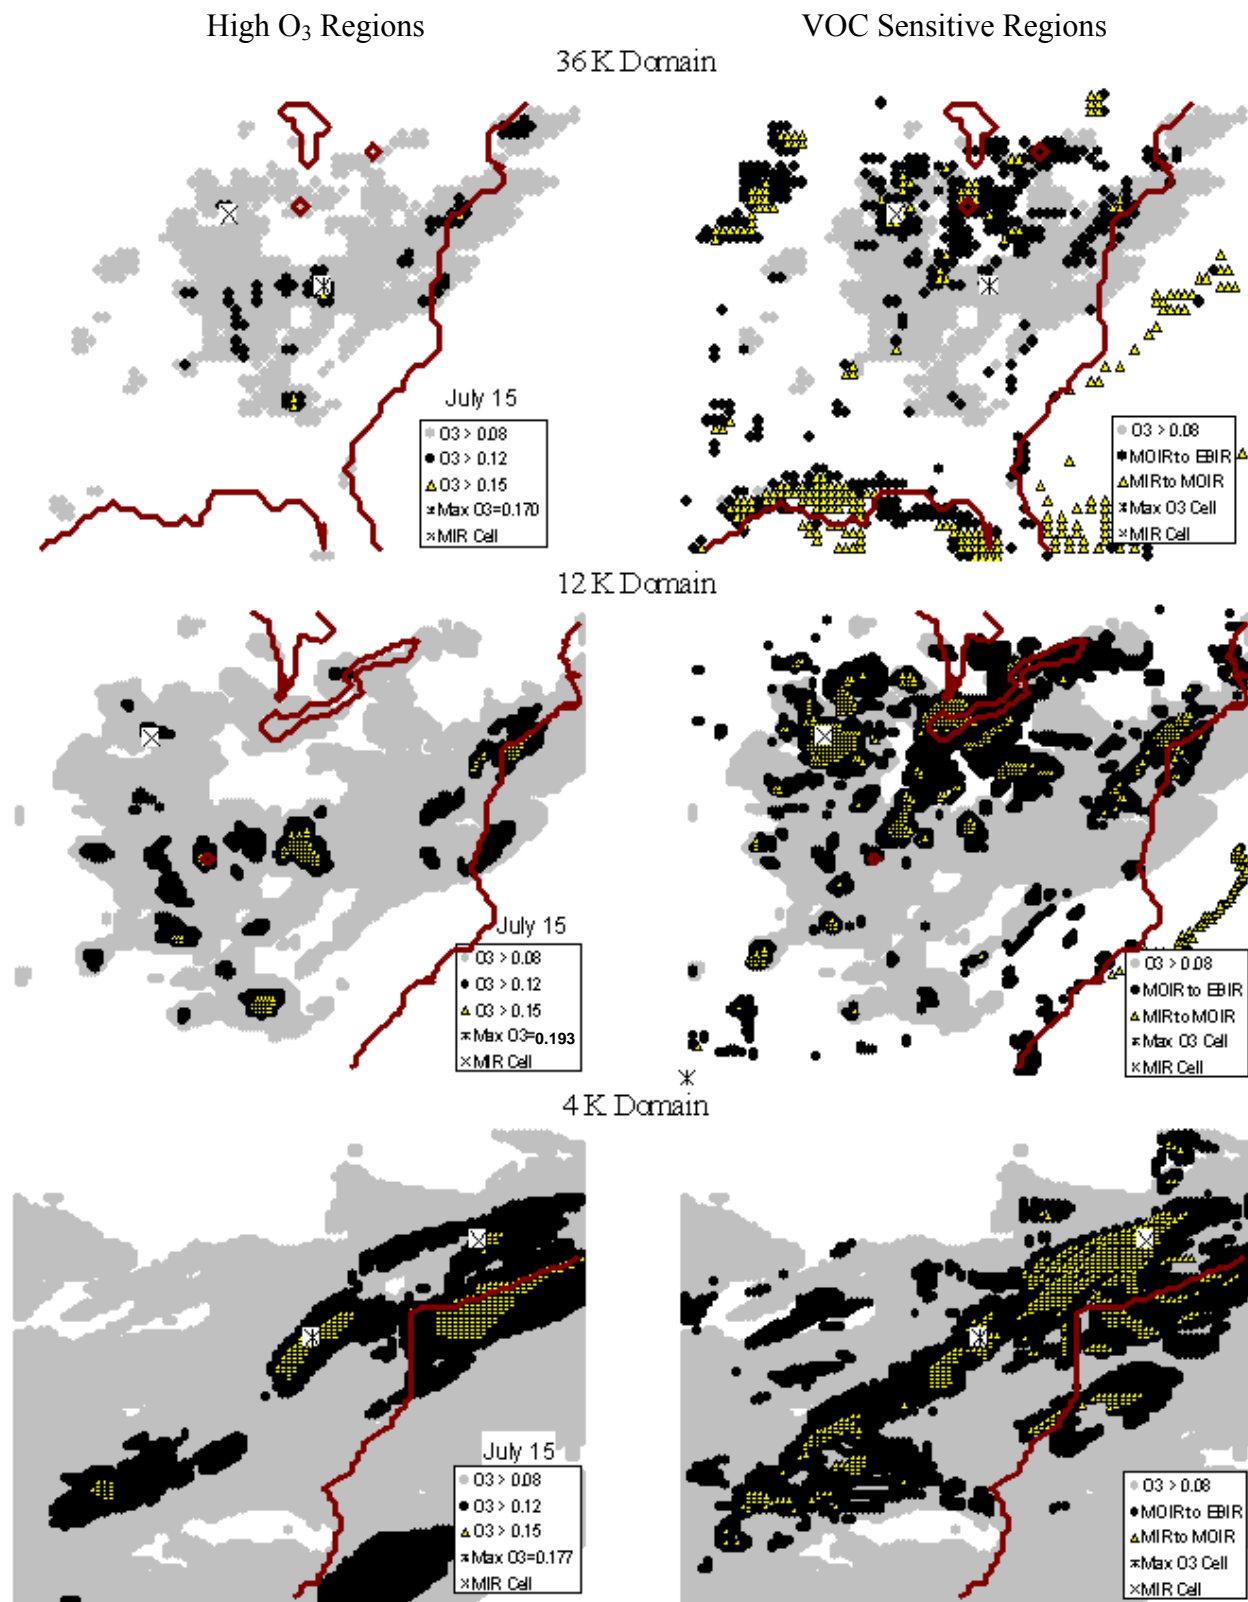 High O₃ Regions
VOC Sensitive Regions
36 K Domain
July 15
O3 > 0.08
O3 > 0.12
O3 > 0.15
Max O3=0.170
MIR Cell
O3 > 0.08
MOIR to EBIR
MIR to MOIR
Max O3 Cell
MIR Cell
12 K Domain
July 15
O3 > 0.08
O3 > 0.12
O3 > 0.15
Max O3=0.193
MIR Cell
O3 > 0.08
MOIR to EBIR
MIR to MOIR
Max O3 Cell
MIR Cell
4 K Domain
July 15
O3 > 0.08
O3 > 0.12
O3 > 0.15
Max O3=0.177
MIR Cell
O3 > 0.08
MOIR to EBIR
MIR to MOIR
Max O3 Cell
MIR Cell